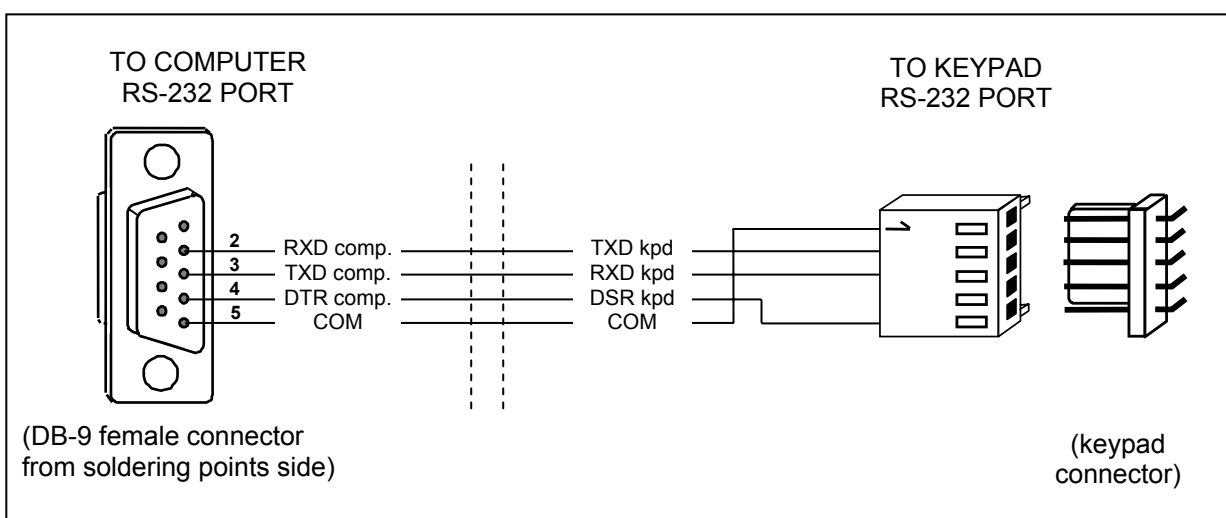 TO COMPUTER
RS-232 PORT
TO KEYPAD
RS-232 PORT
2 RXD comp. TXD kpd
3 TXD comp. RXD kpd
4 DTR comp. DSR kpd
5 COM COM
(DB-9 female connector
from soldering points side)
(keypad
connector)